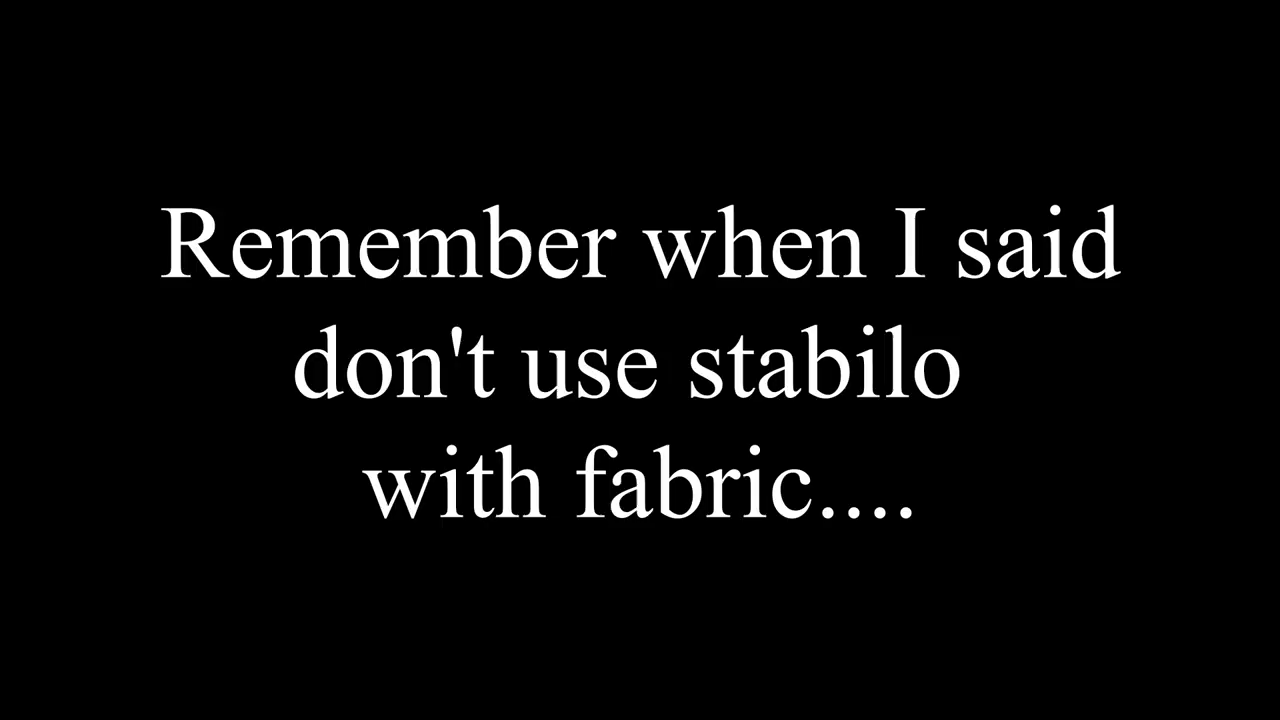 Remember when I said
don't use stabilo
with fabric....